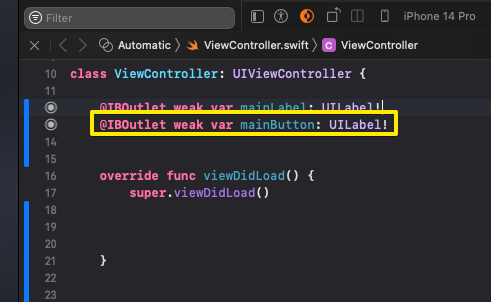 Filter
iPhone 14 Pro
Automatic ViewController.swift C ViewController
10 class ViewController: UIViewController {
11
@IBOutlet weak var mainLabel: UILabel!
@IBOutlet weak var mainButton: UILabel!
14
15
16 override func viewDidLoad() {
17 super.viewDidLoad()
18
19
20
21 }
22
23